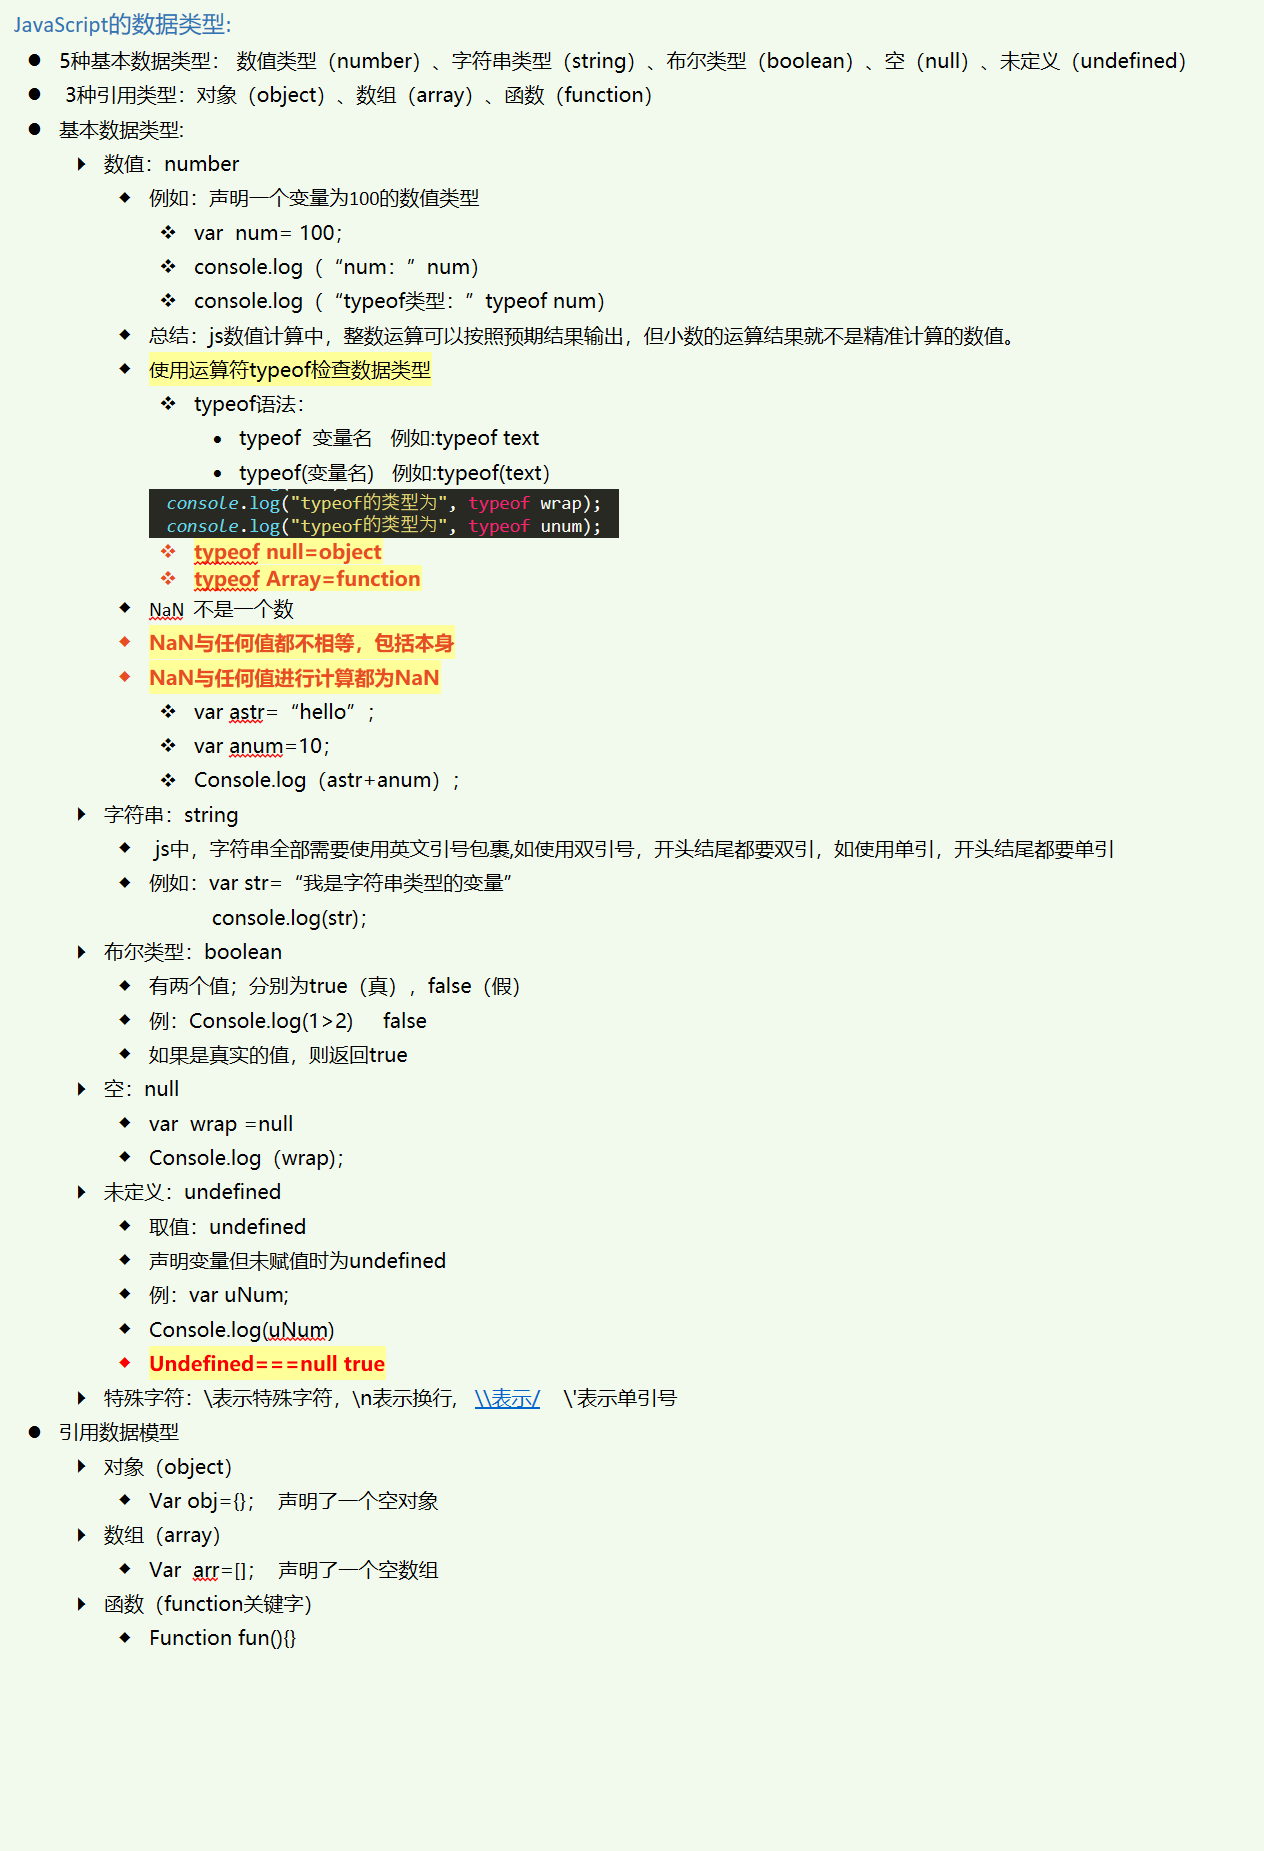 JavaScript的数据类型:
5种基本数据类型： 数值类型（number）、字符串类型（string）、布尔类型（boolean）、空（null）、未定义（undefined）
3种引用类型：对象（object）、数组（array）、函数（function）
基本数据类型:
数值：number
例如：声明一个变量为100的数值类型
var num= 100；
console.log（“num：”num）
console.log（“typeof类型：”typeof num）
总结：js数值计算中，整数运算可以按照预期结果输出，但小数的运算结果就不是精准计算的数值。
使用运算符typeof检查数据类型
typeof语法：
typeof 变量名 例如:typeof text
typeof(变量名) 例如:typeof(text)
console.log("typeof的类型为", typeof wrap);
console.log("typeof的类型为", typeof unum);
typeof null=object
typeof Array=function
NaN 不是一个数
NaN与任何值都不相等，包括本身
NaN与任何值进行计算都为NaN
var astr=“hello”；
var anum=10；
Console.log（astr+anum）；
字符串：string
js中，字符串全部需要使用英文引号包裹,如使用双引号，开头结尾都要双引，如使用单引，开头结尾都要单引
例如：var str=“我是字符串类型的变量”
console.log(str)；
布尔类型：boolean
有两个值；分别为true（真），false（假）
例：Console.log(1>2) false
如果是真实的值，则返回true
空：null
var wrap =null
Console.log（wrap)；
未定义：undefined
取值：undefined
声明变量但未赋值时为undefined
例：var uNum;
Console.log(uNum)
Undefined===null true
特殊字符：\表示特殊字符，\n表示换行， \\表示/ \'表示单引号
引用数据模型
对象（object）
Var obj={}； 声明了一个空对象
数组（array）
Var arr=[]； 声明了一个空数组
函数（function关键字）
Function fun(){}